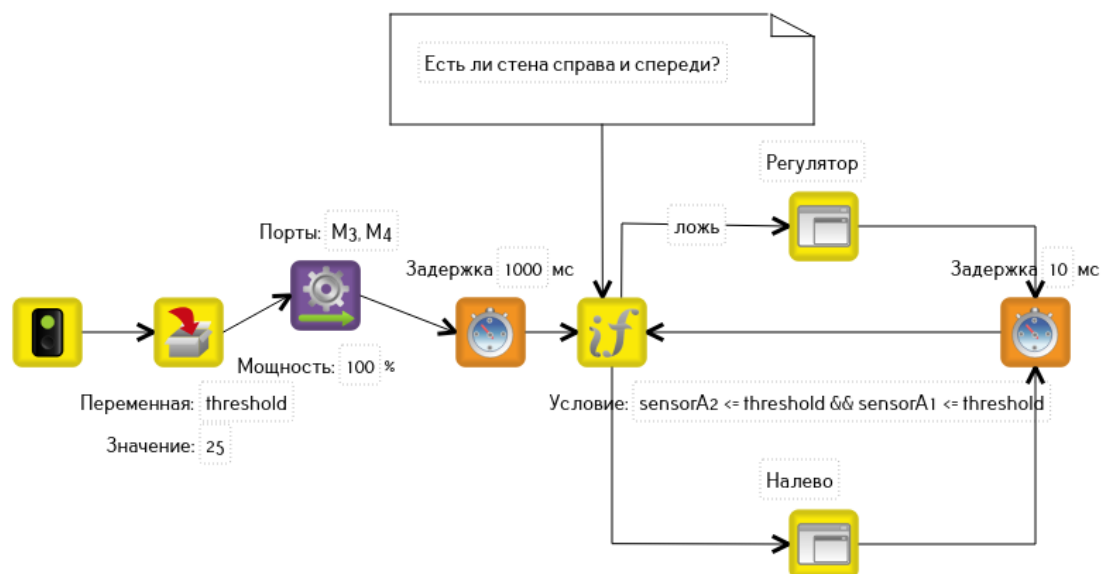 Есть ли стена справа и спереди?
Регулятор
ложь
Порты: M3, M4
Задержка 1000 мс
Задержка 10 мс
if
Мощность: 100 %
Переменная: threshold
Значение: 25
Условие: sensorA2 <= threshold && sensorA1 <= threshold
Налево